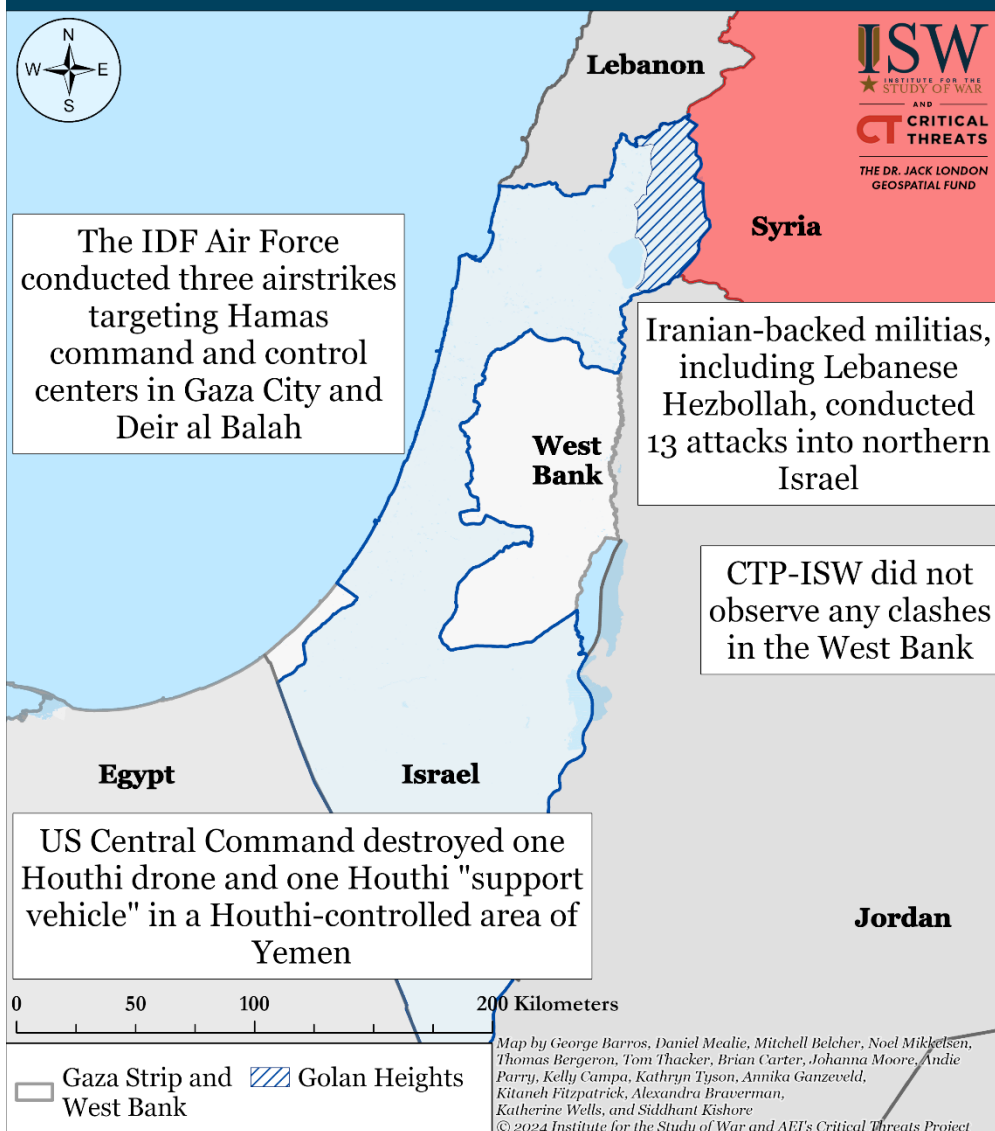 N
W
E
S
Lebanon
ISW
INSTITUTE FOR THE
STUDY OF WAR
AND
CT CRITICAL
THREATS
THE DR. JACK LONDON
GEOSPATIAL FUND
Syria
The IDF Air Force
conducted three airstrikes
targeting Hamas
command and control
centers in Gaza City and
Deir al Balah
Iranian-backed militias,
including Lebanese
Hezbollah, conducted
13 attacks into northern
Israel
West
Bank
CTP-ISW did not
observe any clashes
in the West Bank
Egypt
Israel
US Central Command destroyed one
Houthi drone and one Houthi "support
vehicle" in a Houthi-controlled area of
Yemen
Jordan
0 50 100 200 Kilometers
Gaza Strip and
West Bank
Golan Heights
Map by George Barros, Daniel Mealie, Mitchell Belcher, Noel Mikkelsen,
Thomas Bergeron, Tom Thacker, Brian Carter, Johanna Moore, Andie
Parry, Kelly Campa, Kathryn Tyson, Annika Ganzeveld,
Kitaneh Fitzpatrick, Alexandra Braverman,
Katherine Wells, and Siddhant Kishore
© 2024 Institute for the Study of War and AEI's Critical Threats Project